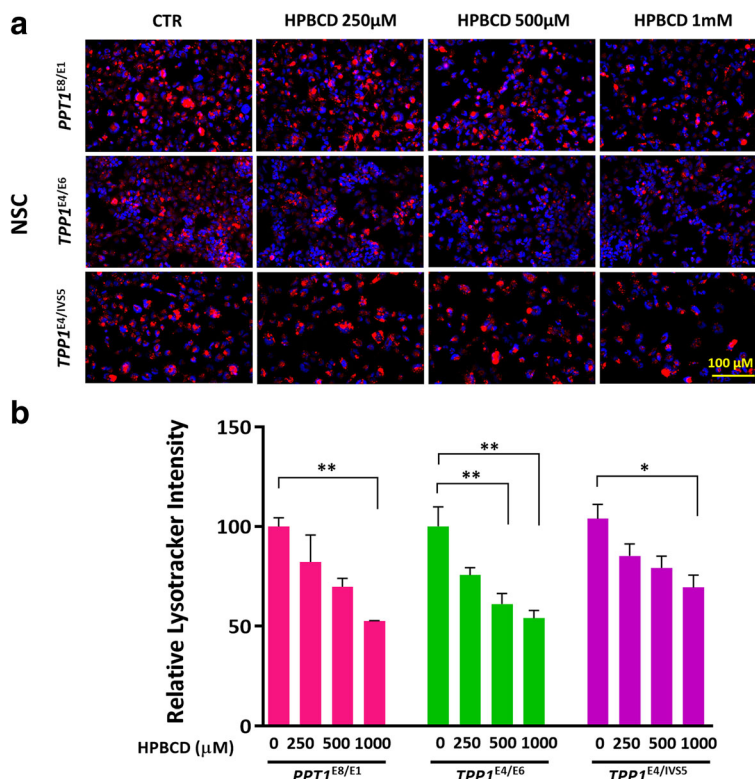 a
CTR HPBCD 250μM HPBCD 500μM HPBCD 1mM
NSC
PPT1E8/E1
TPP1E4/E6
TPP1E4/IVS5
100 μM
b
Relative Lysotracker Intensity
150
100
50
0
** ** ** *
HPBCD (μM) 0 250 500 1000 0 250 500 1000 0 250 500 1000
PPT1E8/E1 TPP1E4/E6 TPP1E4/IVS5